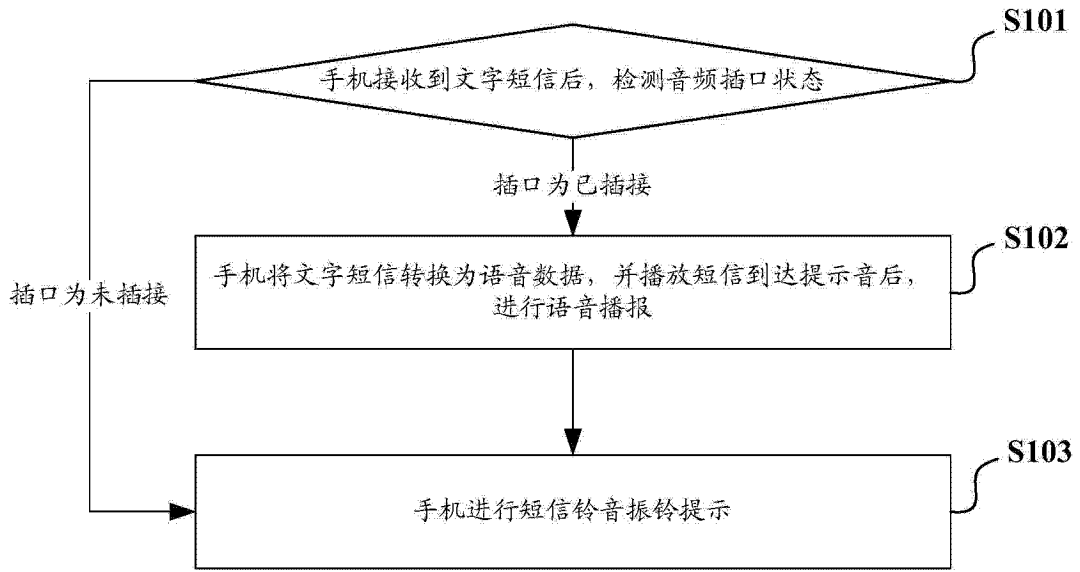 S101
手机接收到文字短信后，检测音频插口状态
插口为已插接
S102
手机将文字短信转换为语音数据，并播放短信到达提示音后，
进行语音播报
插口为未插接
S103
手机进行短信铃音振铃提示